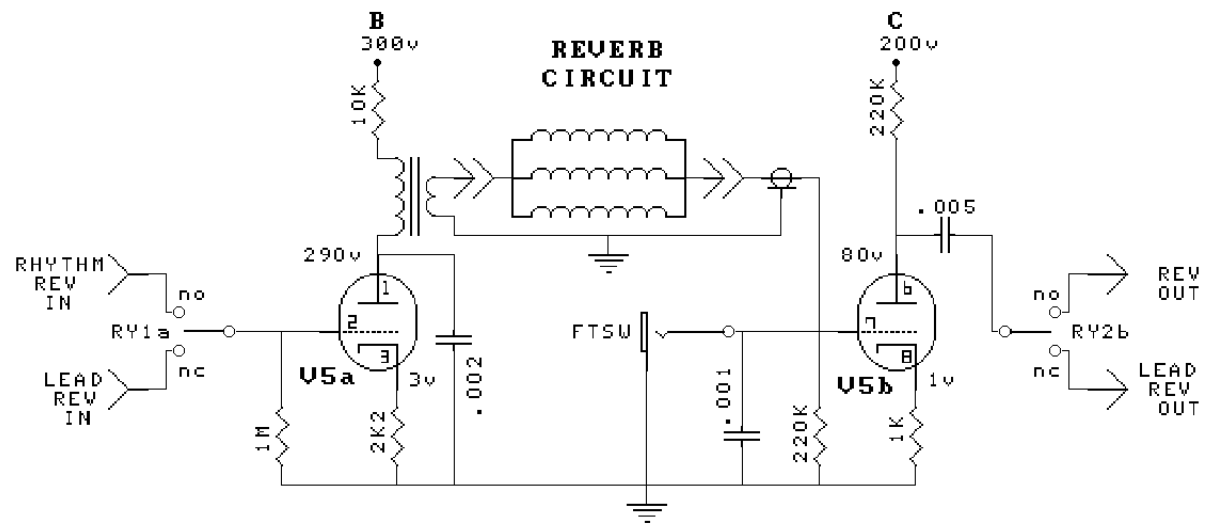 B
300v
REVERB
CIRCUIT
C
200v
10K
220K
.005
290v
80v
RHYTHM
REV
IN
no
RY1a
nc
LEAD
REV
IN
1
2
3
V5a
3v
.002
1M
2K2
FTSW
.001
220K
6
7
8
V5b
1v
1K
no
RY2b
nc
REV
OUT
LEAD
REV
OUT